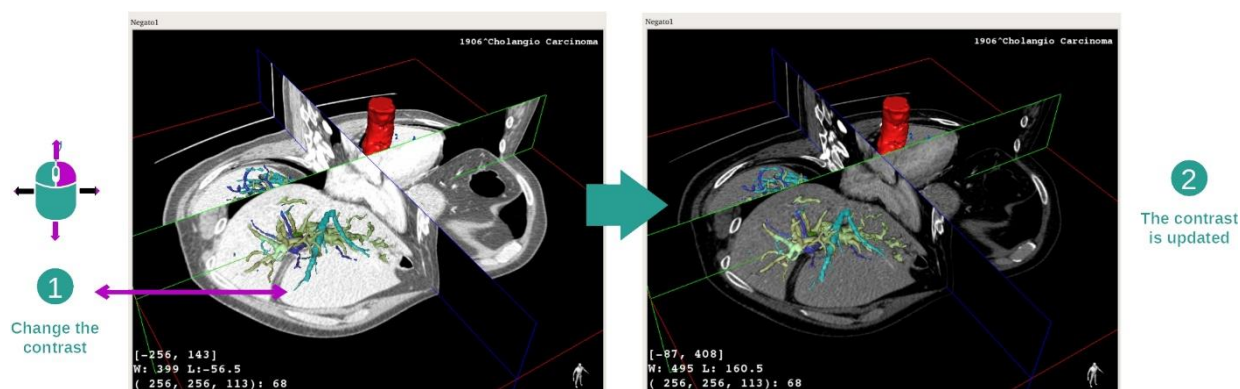 Negato1
1906^Cholangio Carcinoma
1
Change the
contrast
[-256, 143]
W: 399 L:-56.5
( 256, 256, 113): 68
Negato1
1906^Cholangio Carcinoma
[-87, 408]
W: 495 L: 160.5
( 256, 256, 113): 68
2
The contrast
is updated